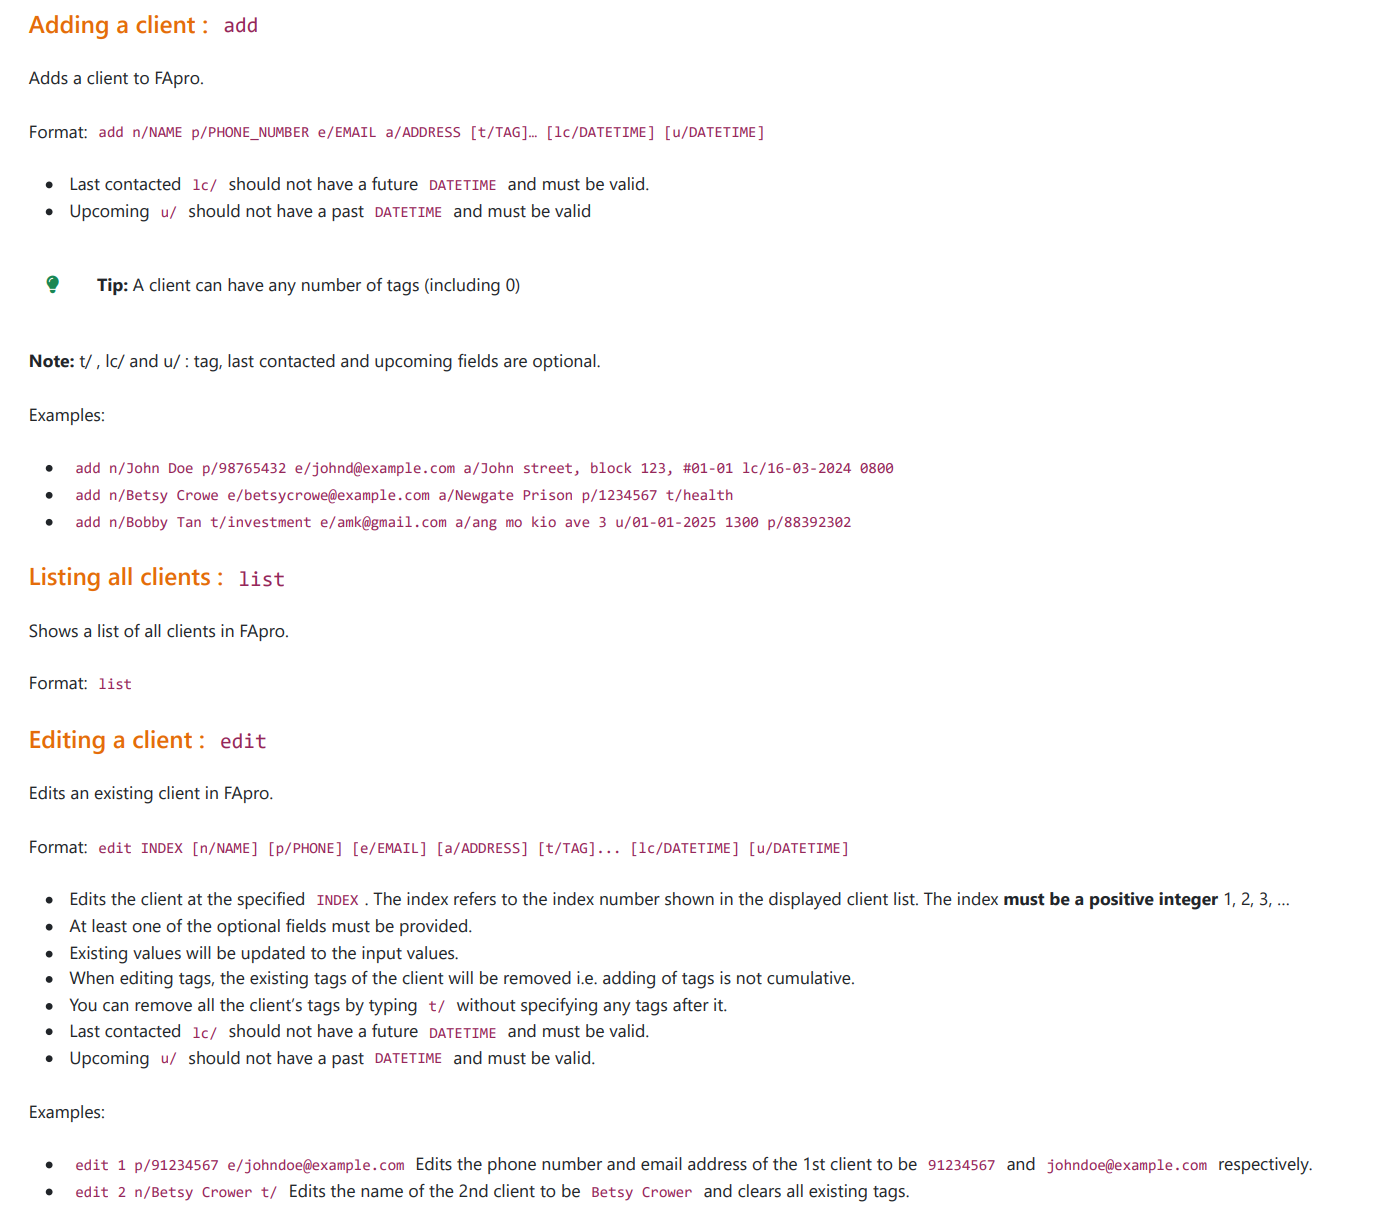 Adding a client : add
Adds a client to FApro.
Format: add n/NAME p/PHONE_NUMBER e/EMAIL a/ADDRESS [t/TAG]… [lc/DATETIME] [u/DATETIME]
• Last contacted lc/ should not have a future DATETIME and must be valid.
• Upcoming u/ should not have a past DATETIME and must be valid
Tip: A client can have any number of tags (including 0)
Note: t/ , lc/ and u/ : tag, last contacted and upcoming fields are optional.
Examples:
• add n/John Doe p/98765432 e/johnd@example.com a/John street, block 123, #01-01 lc/16-03-2024 0800
• add n/Betsy Crowe e/betsycrowe@example.com a/Newgate Prison p/1234567 t/health
• add n/Bobby Tan t/investment e/amk@gmail.com a/ang mo kio ave 3 u/01-01-2025 1300 p/88392302
Listing all clients : list
Shows a list of all clients in FApro.
Format: list
Editing a client : edit
Edits an existing client in FApro.
Format: edit INDEX [n/NAME] [p/PHONE] [e/EMAIL] [a/ADDRESS] [t/TAG]... [lc/DATETIME] [u/DATETIME]
• Edits the client at the specified INDEX . The index refers to the index number shown in the displayed client list. The index must be a positive integer 1, 2, 3, …
• At least one of the optional fields must be provided.
• Existing values will be updated to the input values.
• When editing tags, the existing tags of the client will be removed i.e. adding of tags is not cumulative.
• You can remove all the client’s tags by typing t/ without specifying any tags after it.
• Last contacted lc/ should not have a future DATETIME and must be valid.
• Upcoming u/ should not have a past DATETIME and must be valid.
Examples:
• edit 1 p/91234567 e/johndoe@example.com Edits the phone number and email address of the 1st client to be 91234567 and johndoe@example.com respectively.
• edit 2 n/Betsy Crower t/ Edits the name of the 2nd client to be Betsy Crower and clears all existing tags.